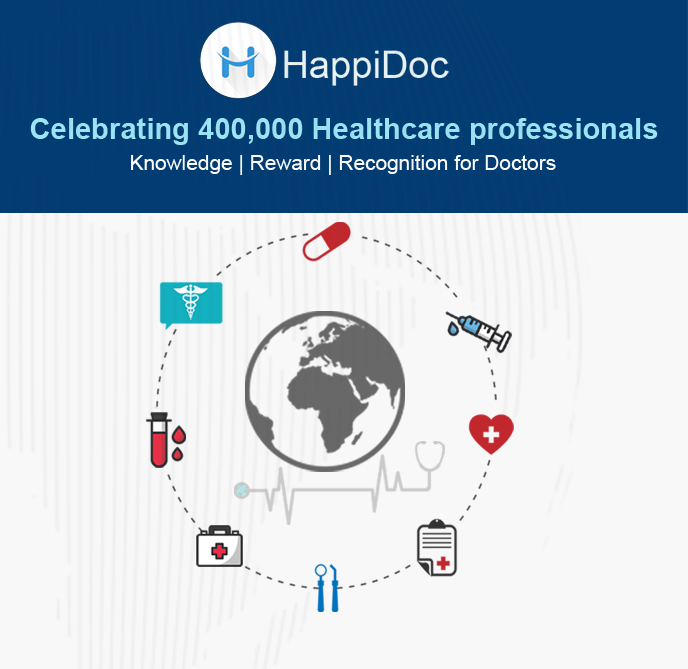 HappiDoc
Celebrating 400,000 Healthcare professionals
Knowledge | Reward | Recognition for Doctors